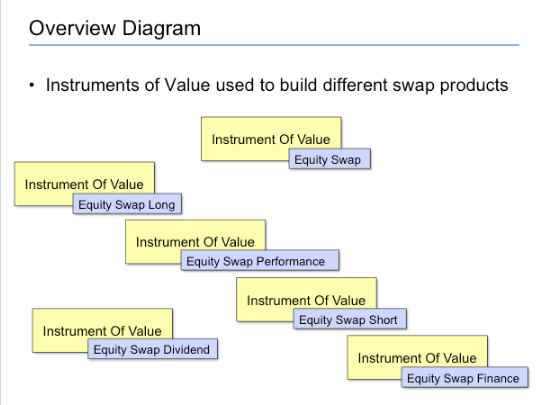 Overview Diagram
• Instruments of Value used to build different swap products
Instrument Of Value
Equity Swap
Instrument Of Value
Equity Swap Long
Instrument Of Value
Equity Swap Performance
Instrument Of Value
Equity Swap Short
Instrument Of Value
Equity Swap Dividend
Instrument Of Value
Equity Swap Finance